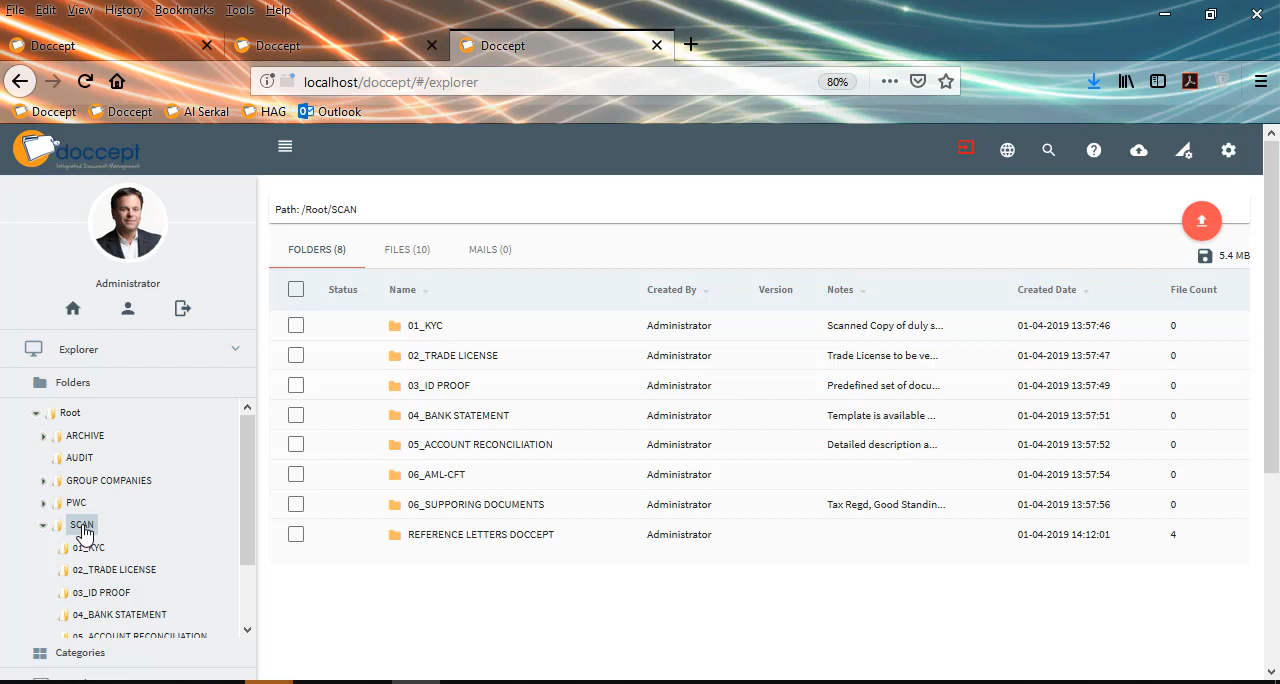 File Edit View History Bookmarks Tools Help
Doccept Doccept Doccept
localhost/doccept/#/explorer 80%
Doccept Doccept Al Serkal HAG Outlook
doccept
Integrated Document Management
Path: /Root/SCAN
FOLDERS (8) FILES (10) MAILS (0)
5.4 MB
Status Name Created By Version Notes Created Date File Count
01_KYC Administrator Scanned Copy of duly s... 01-04-2019 13:57:46 0
02_TRADE LICENSE Administrator Trade License to be ve... 01-04-2019 13:57:47 0
03_ID PROOF Administrator Predefined set of docu... 01-04-2019 13:57:49 0
04_BANK STATEMENT Administrator Template is available ... 01-04-2019 13:57:51 0
05_ACCOUNT RECONCILIATION Administrator Detailed description a... 01-04-2019 13:57:52 0
06_AML-CFT Administrator 01-04-2019 13:57:54 0
06_SUPPORING DOCUMENTS Administrator Tax Regd, Good Standin... 01-04-2019 13:57:56 0
REFERENCE LETTERS DOCCEPT Administrator 01-04-2019 14:12:01 4
Administrator
Explorer
Folders
Root
ARCHIVE
AUDIT
GROUP COMPANIES
PWC
SCAN
01_KYC
02_TRADE LICENSE
03_ID PROOF
04_BANK STATEMENT
05_ACCOUNT RECONCILIATION
Categories